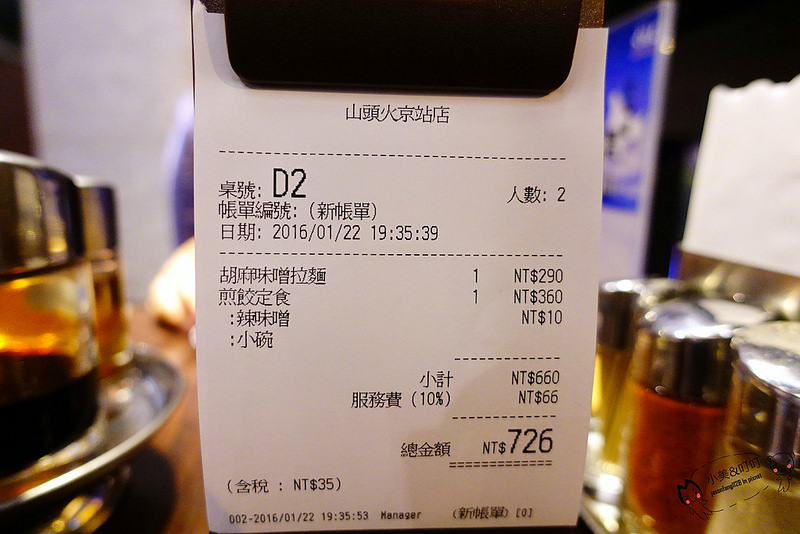 山頭火京站店
桌號: D2 人數: 2
帳單編號:(新帳單)
日期: 2016/01/22 19:35:39
胡麻味噌拉麵 1 NT$290
煎餃定食 1 NT$360
:辣味噌 NT$10
:小碗
小計 NT$660
服務費(10%) NT$66
總金額 NT$726
(含稅 : NT$35)
002-2016/01/22 19:35:53 Manager (新帳單)[0]
小美&叮叮